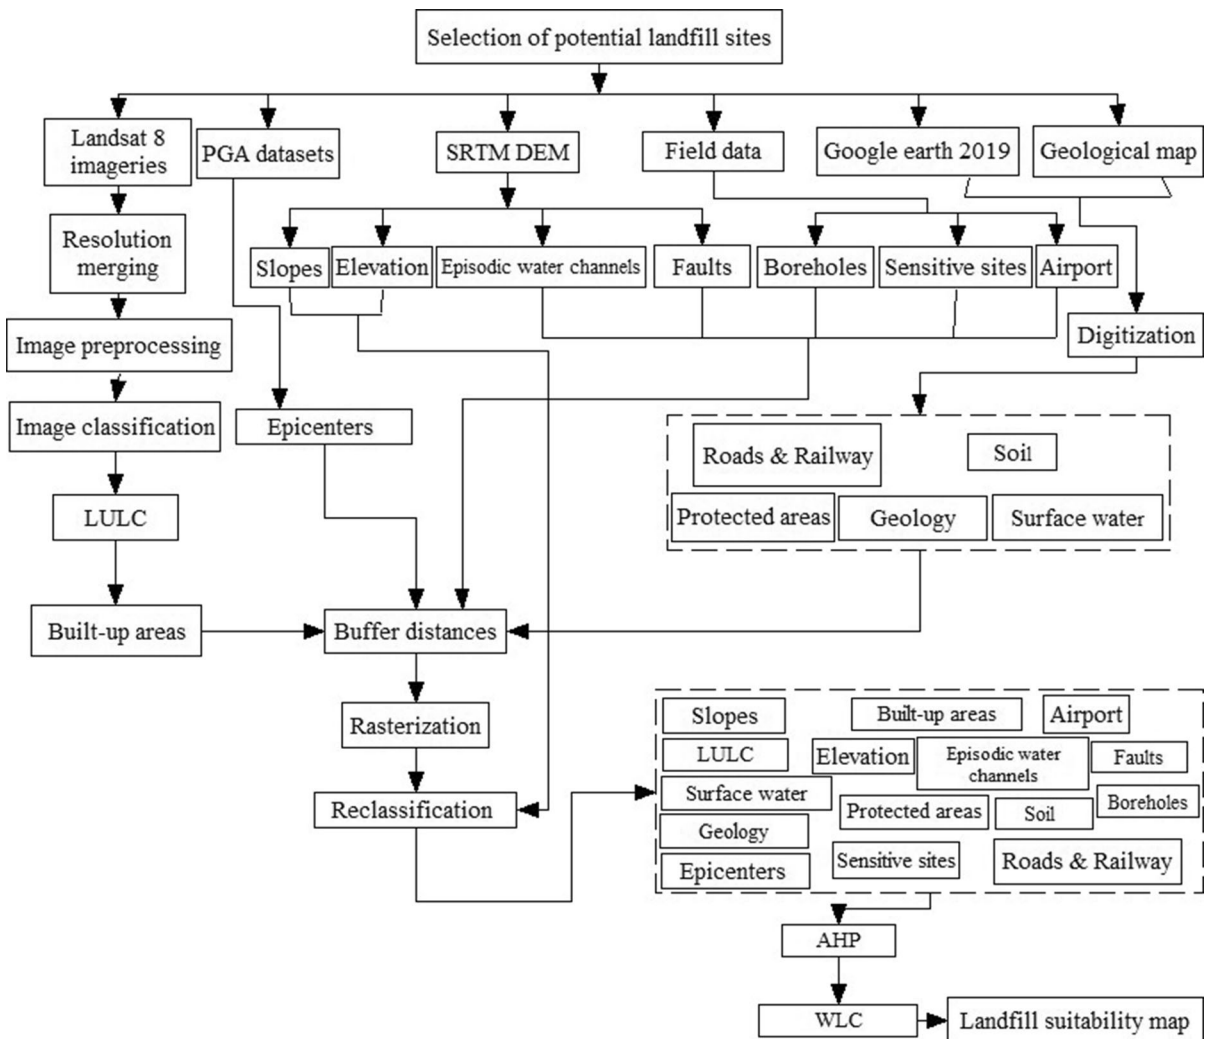 Selection of potential landfill sites
Landsat 8
imageries
PGA datasets
SRTM DEM
Field data
Google earth 2019
Geological map
Resolution
merging
Slopes
Elevation
Episodic water channels
Faults
Boreholes
Sensitive sites
Airport
Image preprocessing
Digitization
Image classification
Epicenters
Roads & Railway
Soil
LULC
Protected areas
Geology
Surface water
Built-up areas
Buffer distances
Rasterization
Reclassification
Slopes
Built-up areas
Airport
LULC
Elevation
Episodic water
channels
Faults
Surface water
Protected areas
Soil
Boreholes
Geology
Epicenters
Sensitive sites
Roads & Railway
AHP
WLC
Landfill suitability map